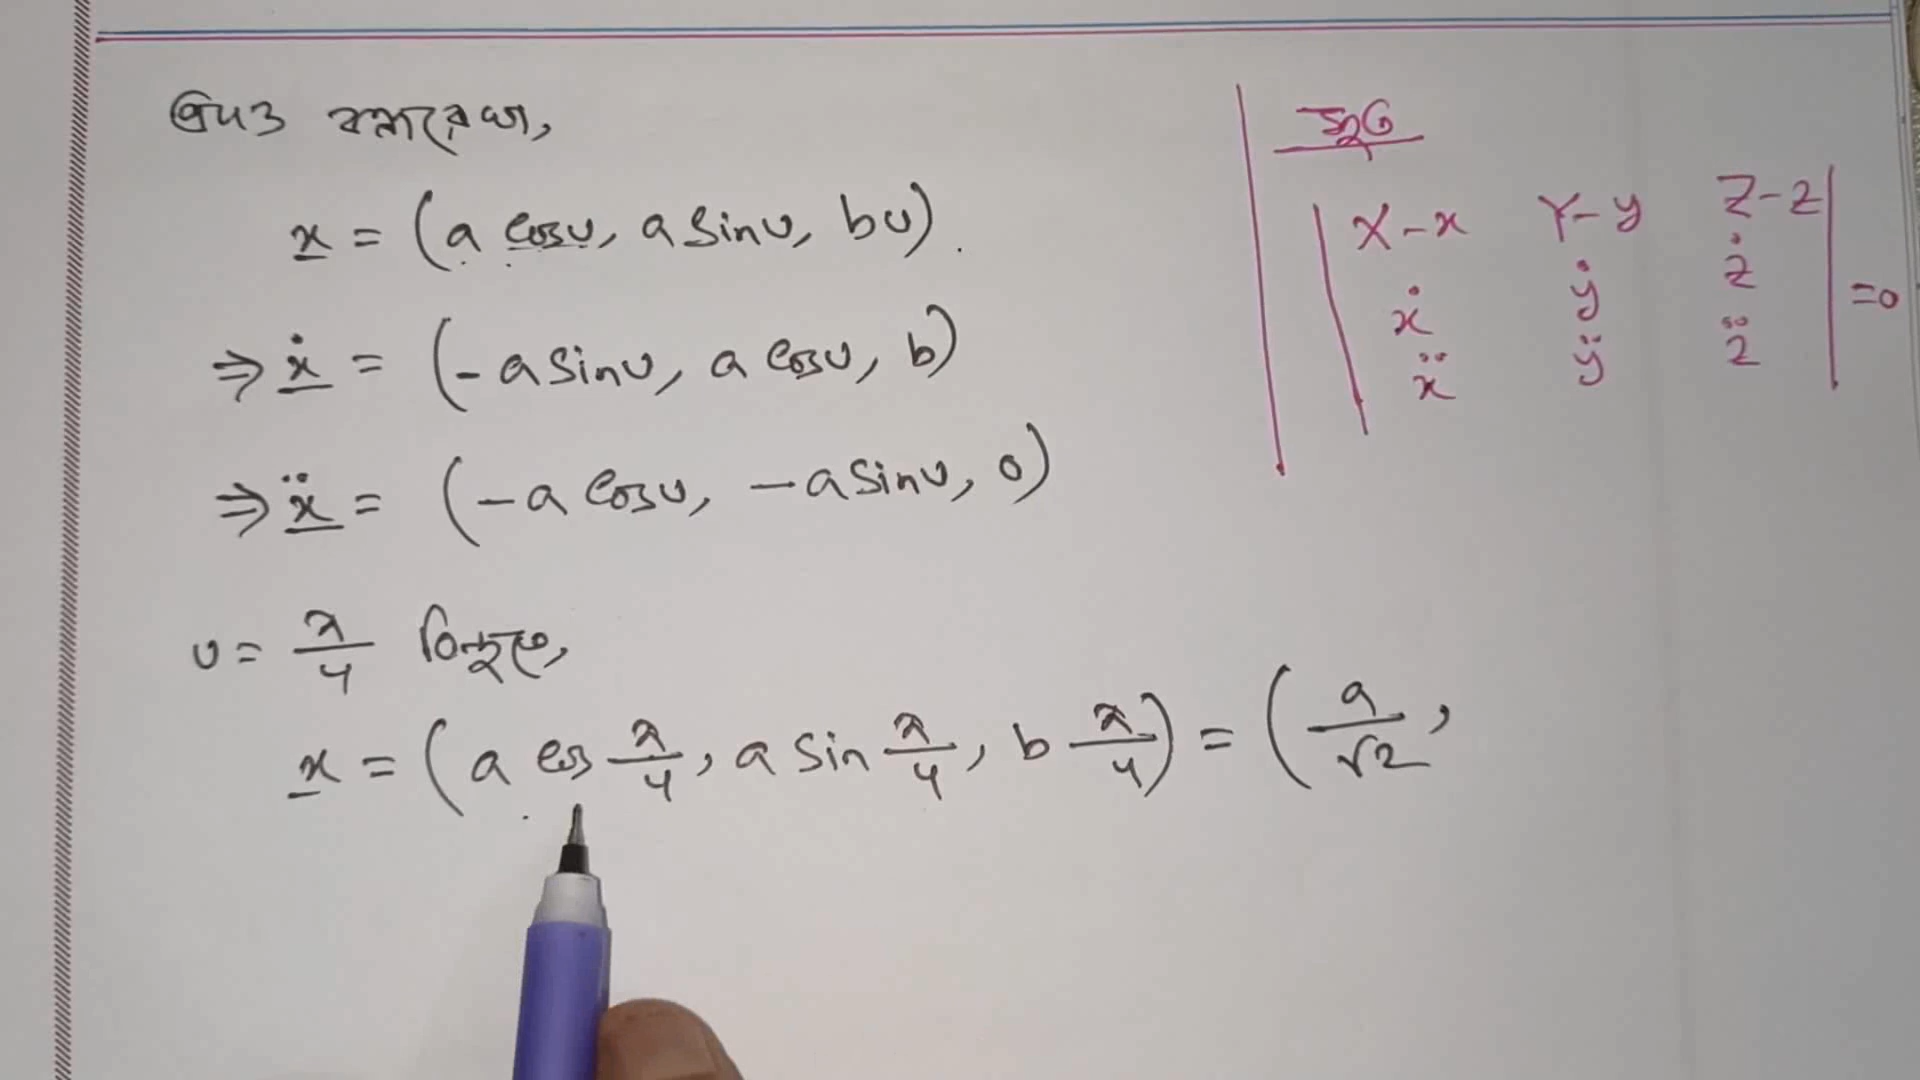 প্রদত্ত বক্ররেখা,
x = (a cosu, a sinu, bu).
⇒ ẋ = (-a sinu, a cosu, b)
⇒ ẍ = (-a cosu, -a sinu, 0)
u = π/4 বিন্দুতে,
x = (a cos π/4, a sin π/4, b π/4) = (a/√2,
সূত্র
| X-x Y-y Z-z |
| ẋ ẏ ż | =0
| ẍ ÿ z̈ |